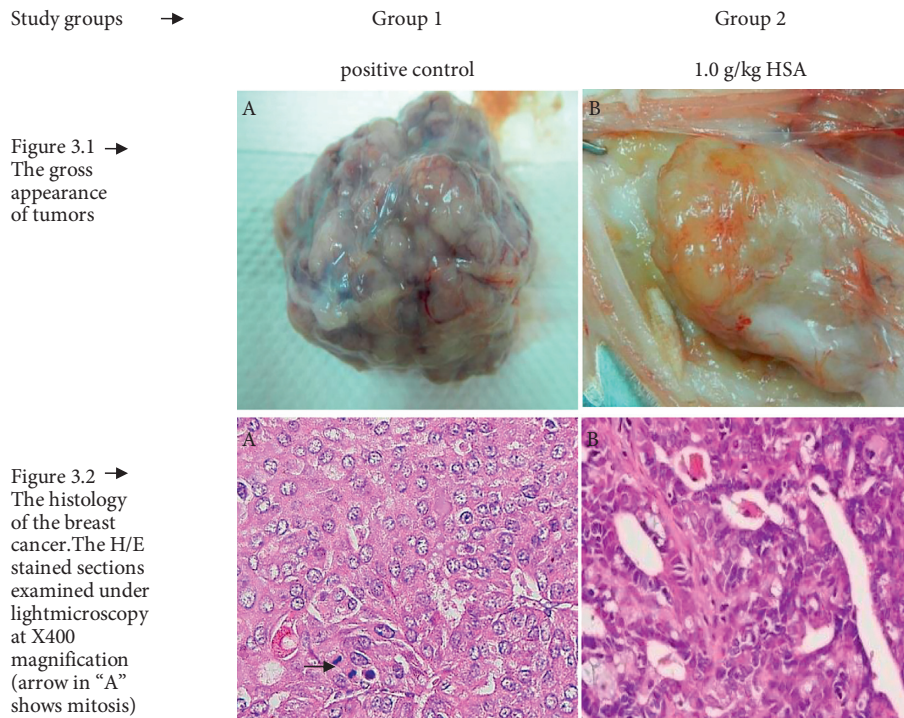 Study groups → Group 1 Group 2
positive control 1.0 g/kg HSA
A B
Figure 3.1 →
The gross
appearance
of tumors
A B
Figure 3.2 →
The histology
of the breast
cancer.The H/E
stained sections
examined under
lightmicroscopy
at X400
magnification
(arrow in “A”
shows mitosis)